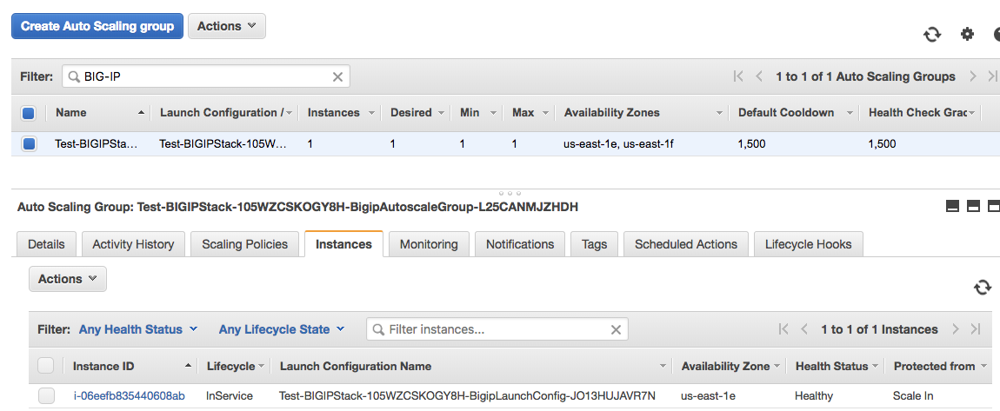 Create Auto Scaling group Actions
Filter: BIG-IP 1 to 1 of 1 Auto Scaling Groups
Name Launch Configuration / Instances Desired Min Max Availability Zones Default Cooldown Health Check Grac
Test-BIGIPSta... Test-BIGIPStack-105W... 1 1 1 1 us-east-1e, us-east-1f 1,500 1,500
Auto Scaling Group: Test-BIGIPStack-105WZCSKOGY8H-BigipAutoscaleGroup-L25CANMJZHDH
Details Activity History Scaling Policies Instances Monitoring Notifications Tags Scheduled Actions Lifecycle Hooks
Actions
Filter: Any Health Status Any Lifecycle State Filter instances... 1 to 1 of 1 Instances
Instance ID Lifecycle Launch Configuration Name Availability Zone Health Status Protected from
i-06eefb835440608ab InService Test-BIGIPStack-105WZCSKOGY8H-BigipLaunchConfig-JO13HUJAVR7N us-east-1e Healthy Scale In